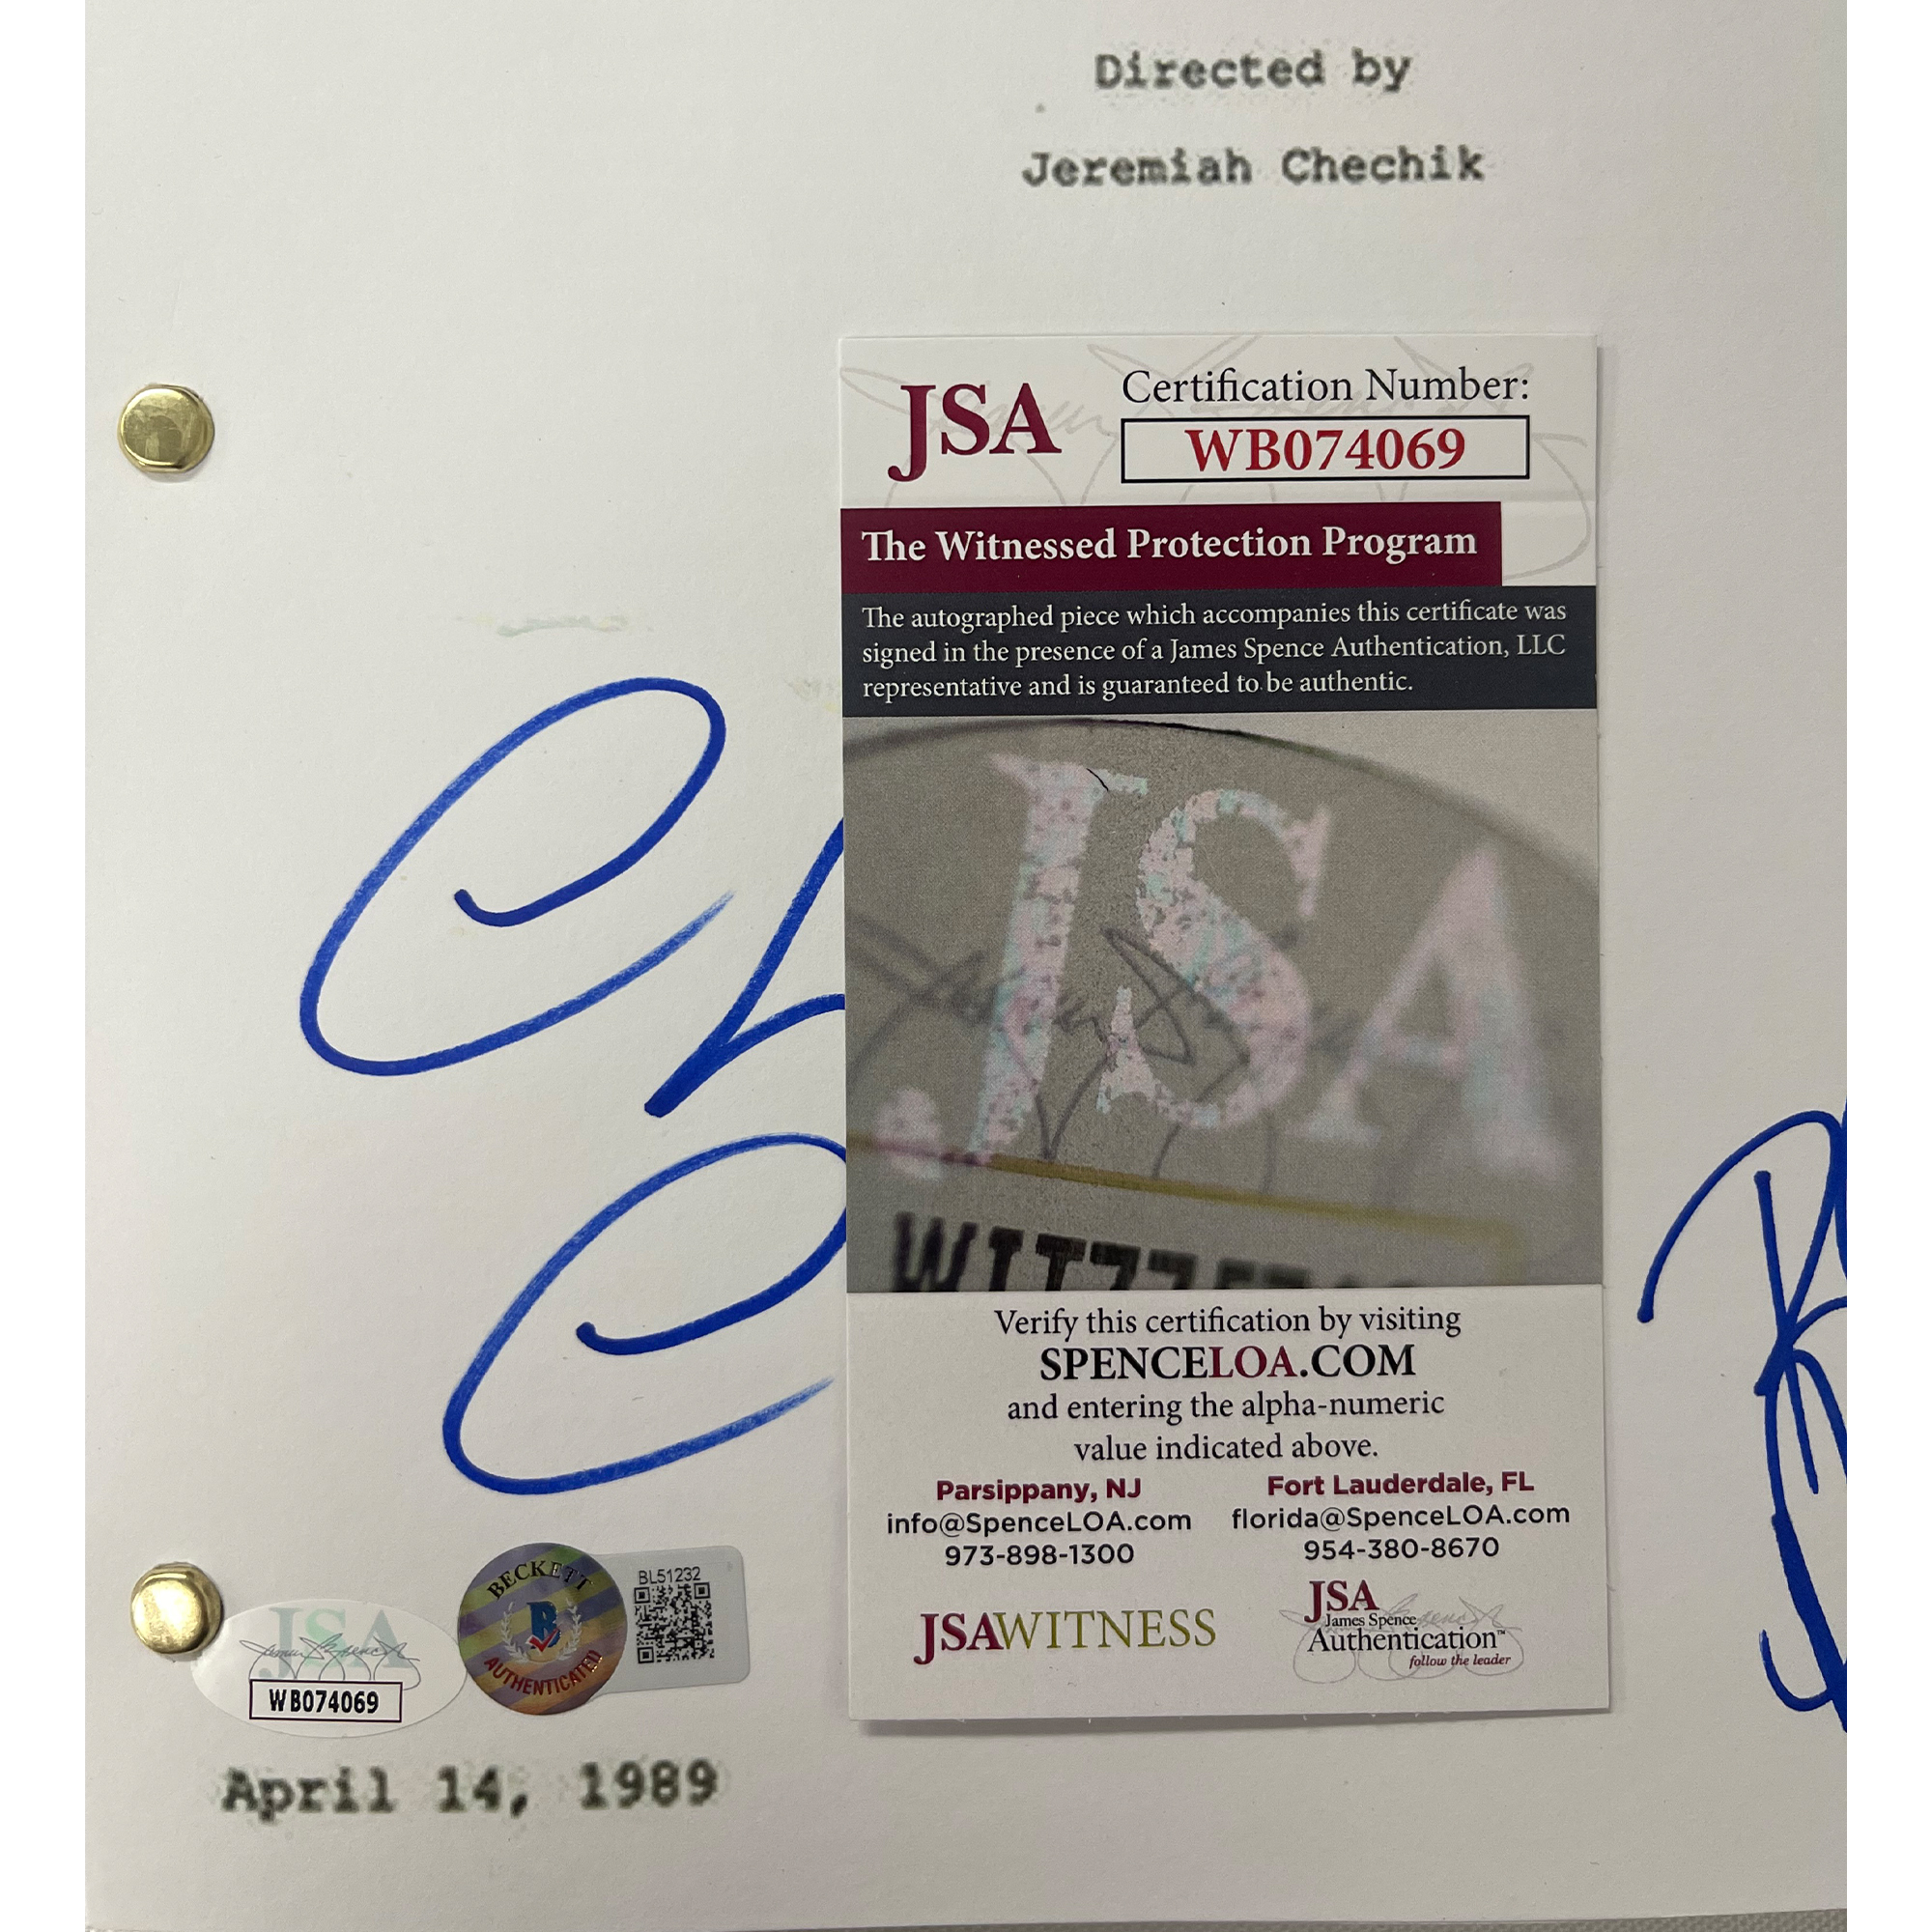 Directed by
Jeremiah Chechik
JSA
Certification Number:
WB074069
The Witnessed Protection Program
The autographed piece which accompanies this certificate was
signed in the presence of a James Spence Authentication, LLC
representative and is guaranteed to be authentic.
JSA
Verify this certification by visiting
SPENCELOA.COM
and entering the alpha-numeric
value indicated above.
Parsippany, NJ
info@SpenceLOA.com
973-898-1300
Fort Lauderdale, FL
florida@SpenceLOA.com
954-380-8670
JSAWITNESS
JSA
James Spence
Authentication™
follow the leader
JSA
WB074069
BECKETT
B
AUTHENTICATED
BL51232
April 14, 1989